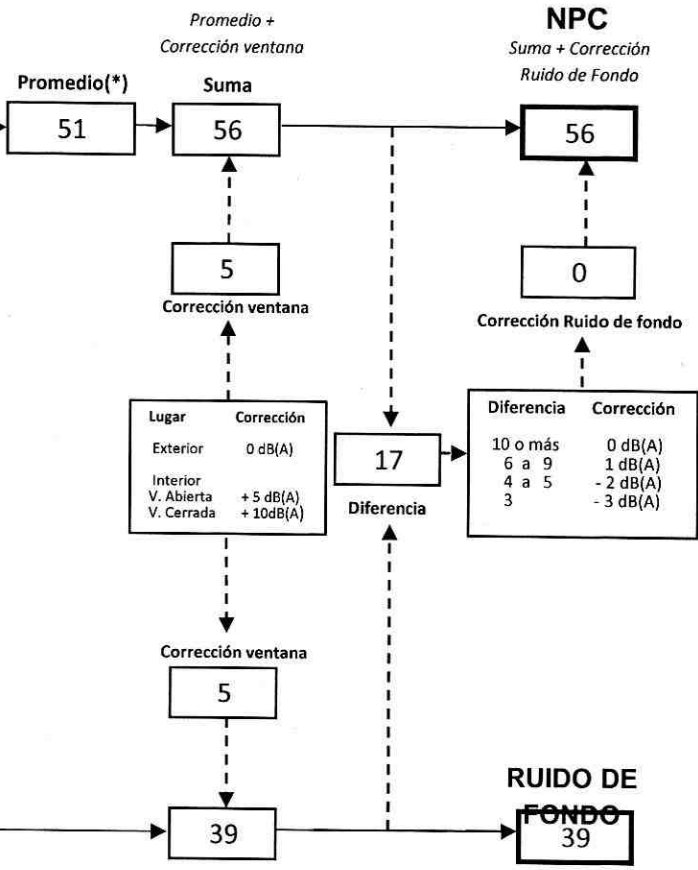 Promedio +
Corrección ventana
NPC
Suma + Corrección
Ruido de Fondo
Promedio(*)
Suma
51
56
56
5
0
Corrección ventana
Corrección Ruido de fondo
Lugar Corrección
Exterior 0 dB(A)
Interior
V. Abierta + 5 dB(A)
V. Cerrada + 10dB(A)
17
Diferencia
Diferencia Corrección
10 o más 0 dB(A)
6 a 9 1 dB(A)
4 a 5 - 2 dB(A)
3 - 3 dB(A)
Corrección ventana
5
39
RUIDO DE
FONDO
39